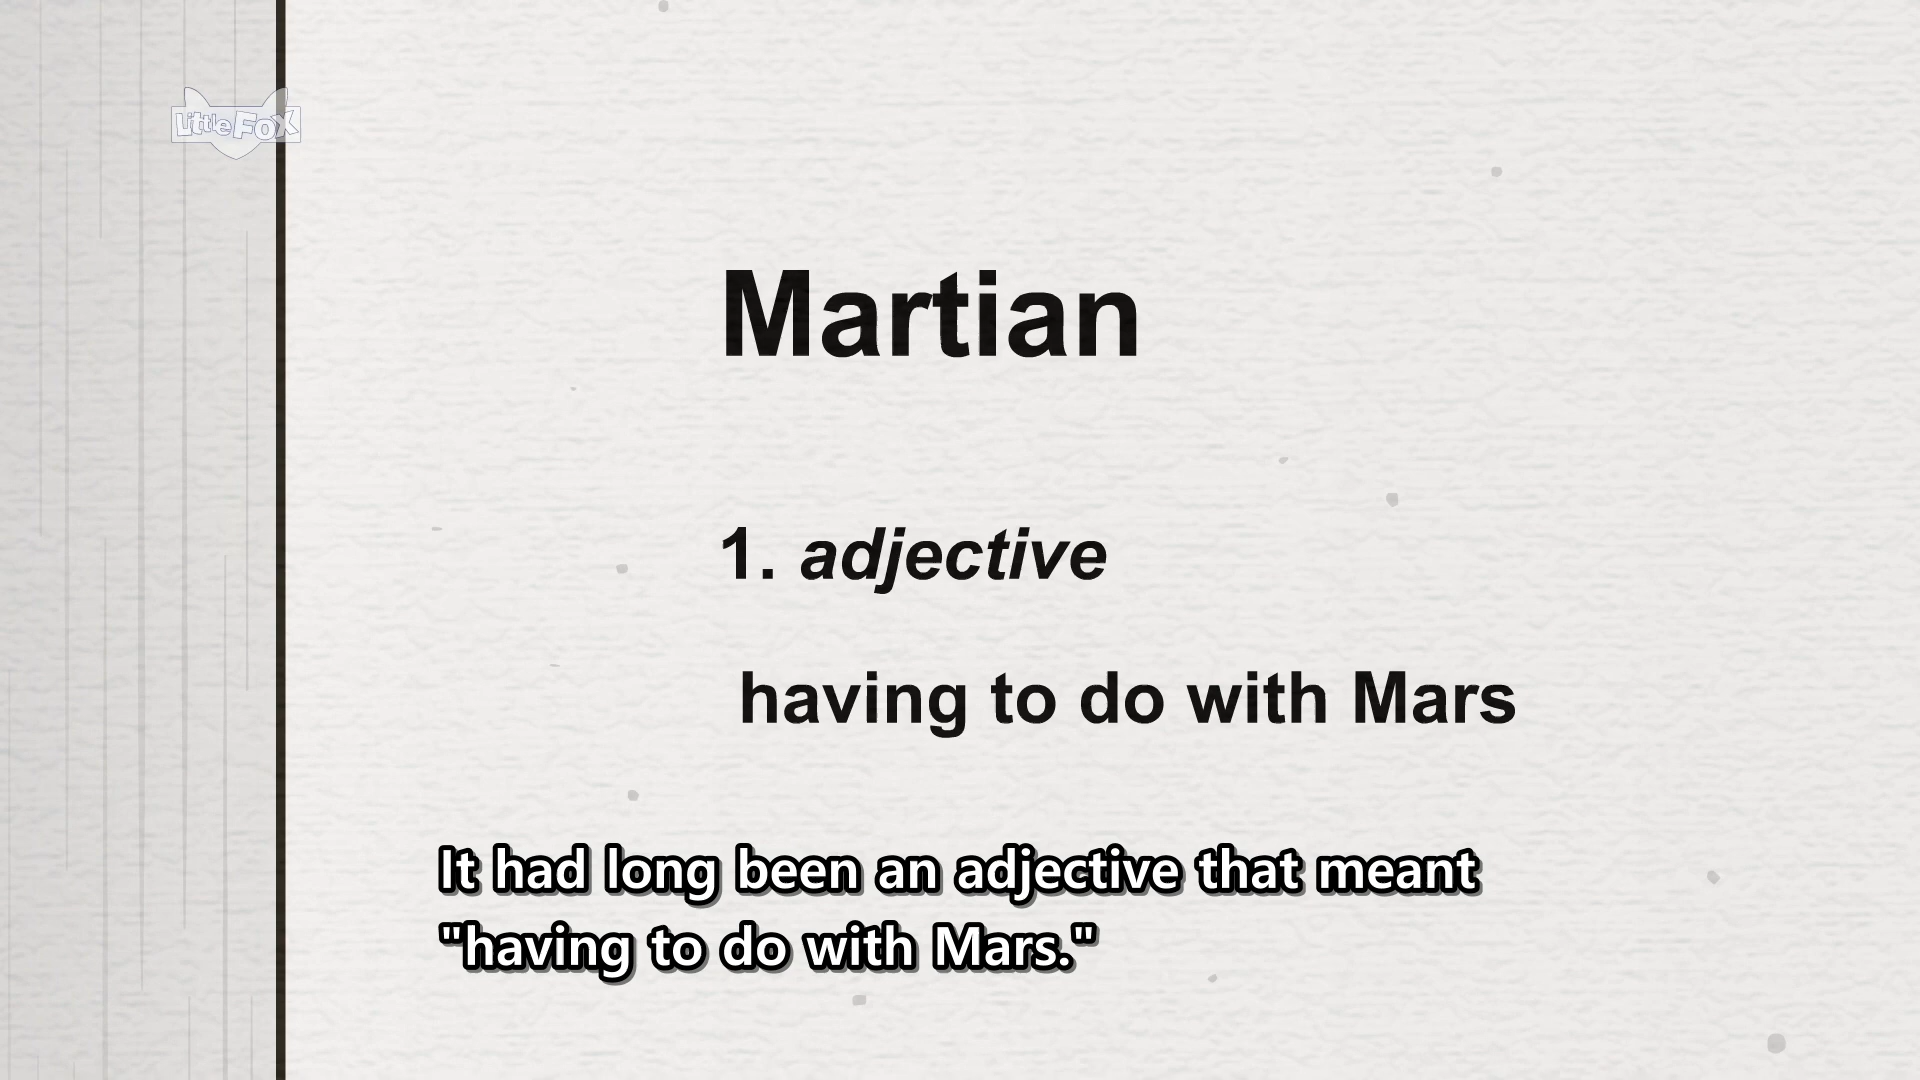 Little Fox
Martian
1. adjective
having to do with Mars
It had long been an adjective that meant
"having to do with Mars."